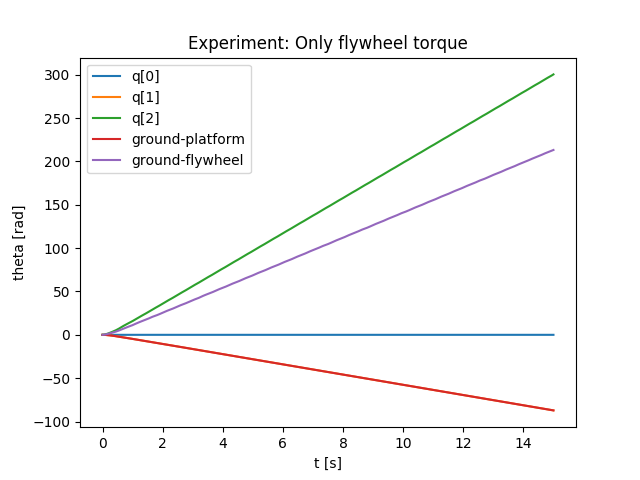 Experiment: Only flywheel torque
q[0]
q[1]
q[2]
ground-platform
ground-flywheel
theta [rad]
300
250
200
150
100
50
0
−50
−100
0 2 4 6 8 10 12 14
t [s]